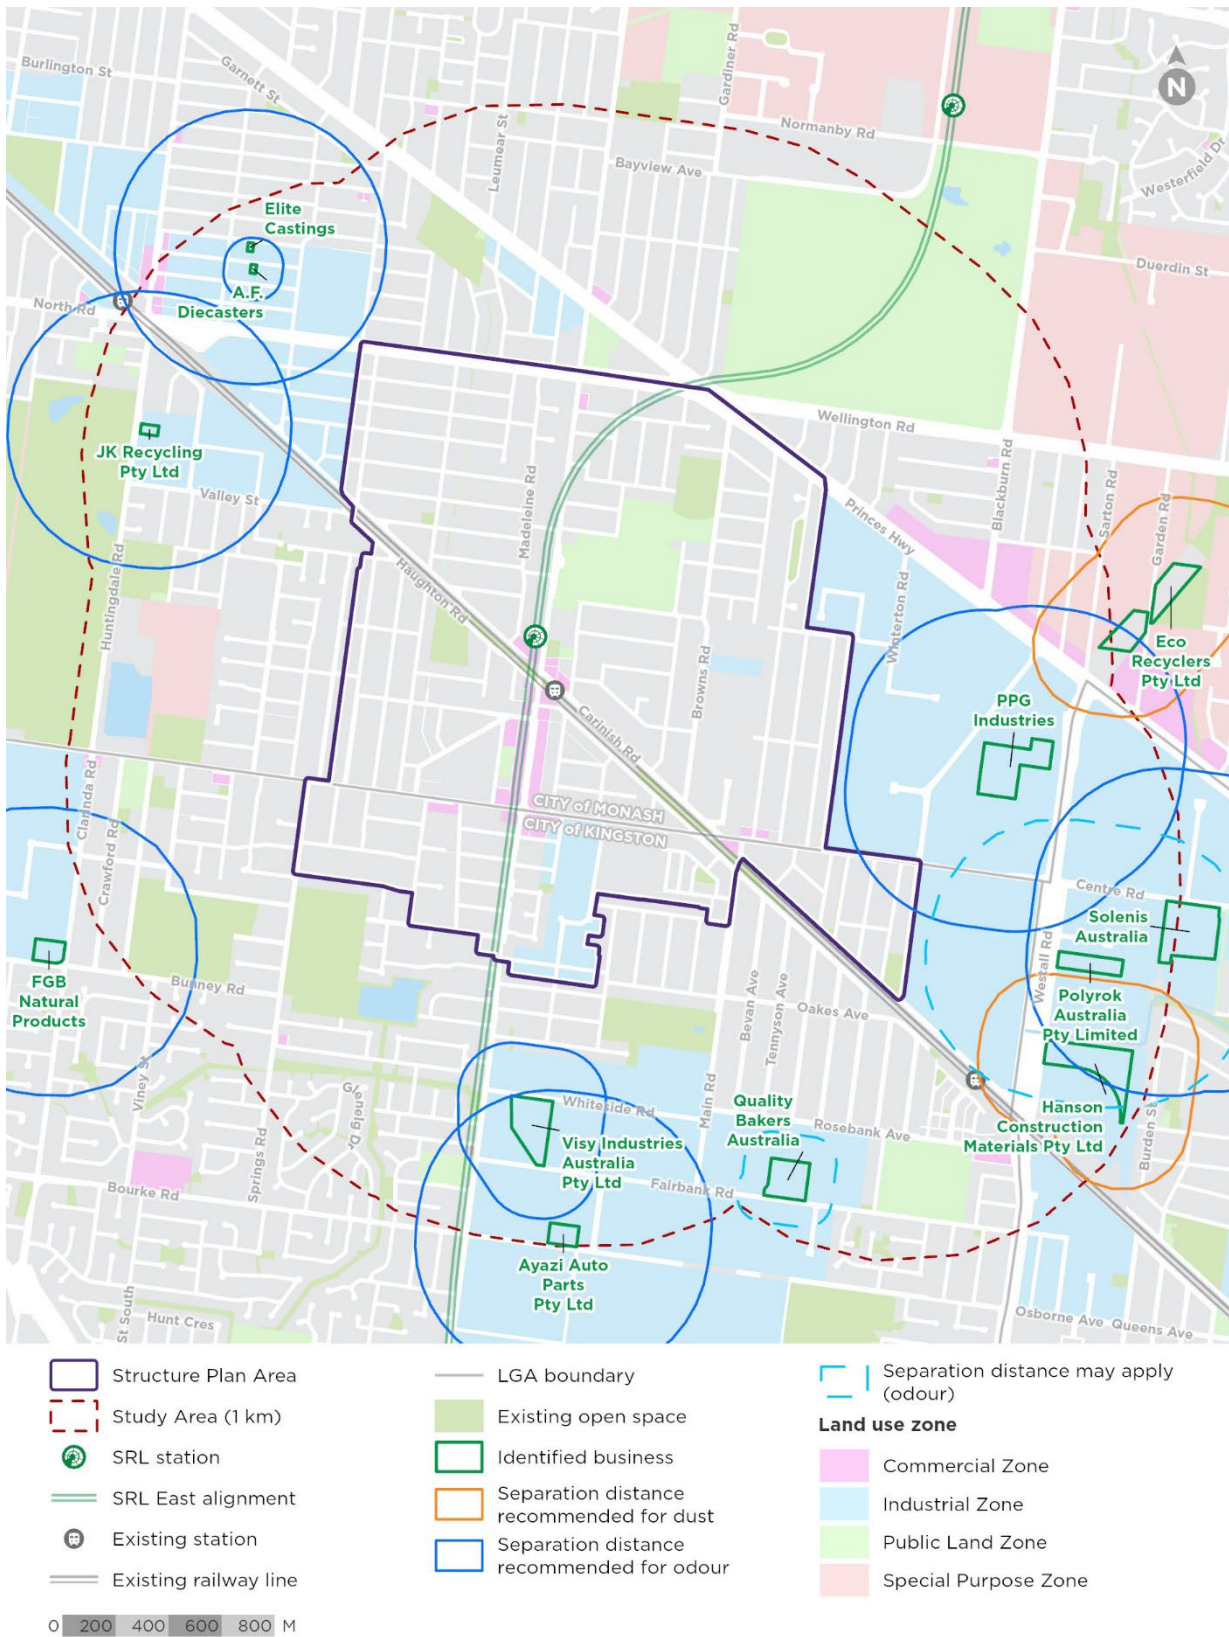 Burlington St
Garnett St
Gardiner Rd
N
Normanby Rd
Leumear St
Bayview Ave
Westerfield Dr
Elite
Castings
Duerdin St
A.F.
Diecasters
North Rd
Wellington Rd
JK Recycling
Pty Ltd
Valley St
Madeleine Rd
Blackburn Rd
Sarton Rd
Garden Rd
Princes Hwy
Huntingdale Rd
Haughton Rd
Winterton Rd
Eco
Recyclers
Pty Ltd
Browns Rd
PPG
Industries
Carinish Rd
Clarinda Rd
CITY of MONASH
CITY of KINGSTON
Crawford Rd
Centre Rd
Solenis
Australia
Westall Rd
FGB
Natural
Products
Bunney Rd
Bevan Ave
Tennyson Ave
Oakes Ave
Polyrok
Australia
Pty Limited
Viney St
Glenelg Dr
Whiteside Rd
Main Rd
Quality
Bakers
Australia
Rosebank Ave
Hanson
Construction
Materials Pty Ltd
Burden St
Visy Industries
Australia
Pty Ltd
Springs Rd
Bourke Rd
Fairbank Rd
Ayazi Auto
Parts
Pty Ltd
St South
Hunt Cres
Osborne Ave
Queens Ave
Structure Plan Area
Study Area (1 km)
SRL station
SRL East alignment
Existing station
Existing railway line
0 200 400 600 800 M
LGA boundary
Existing open space
Identified business
Separation distance
recommended for dust
Separation distance
recommended for odour
Separation distance may apply
(odour)
Land use zone
Commercial Zone
Industrial Zone
Public Land Zone
Special Purpose Zone